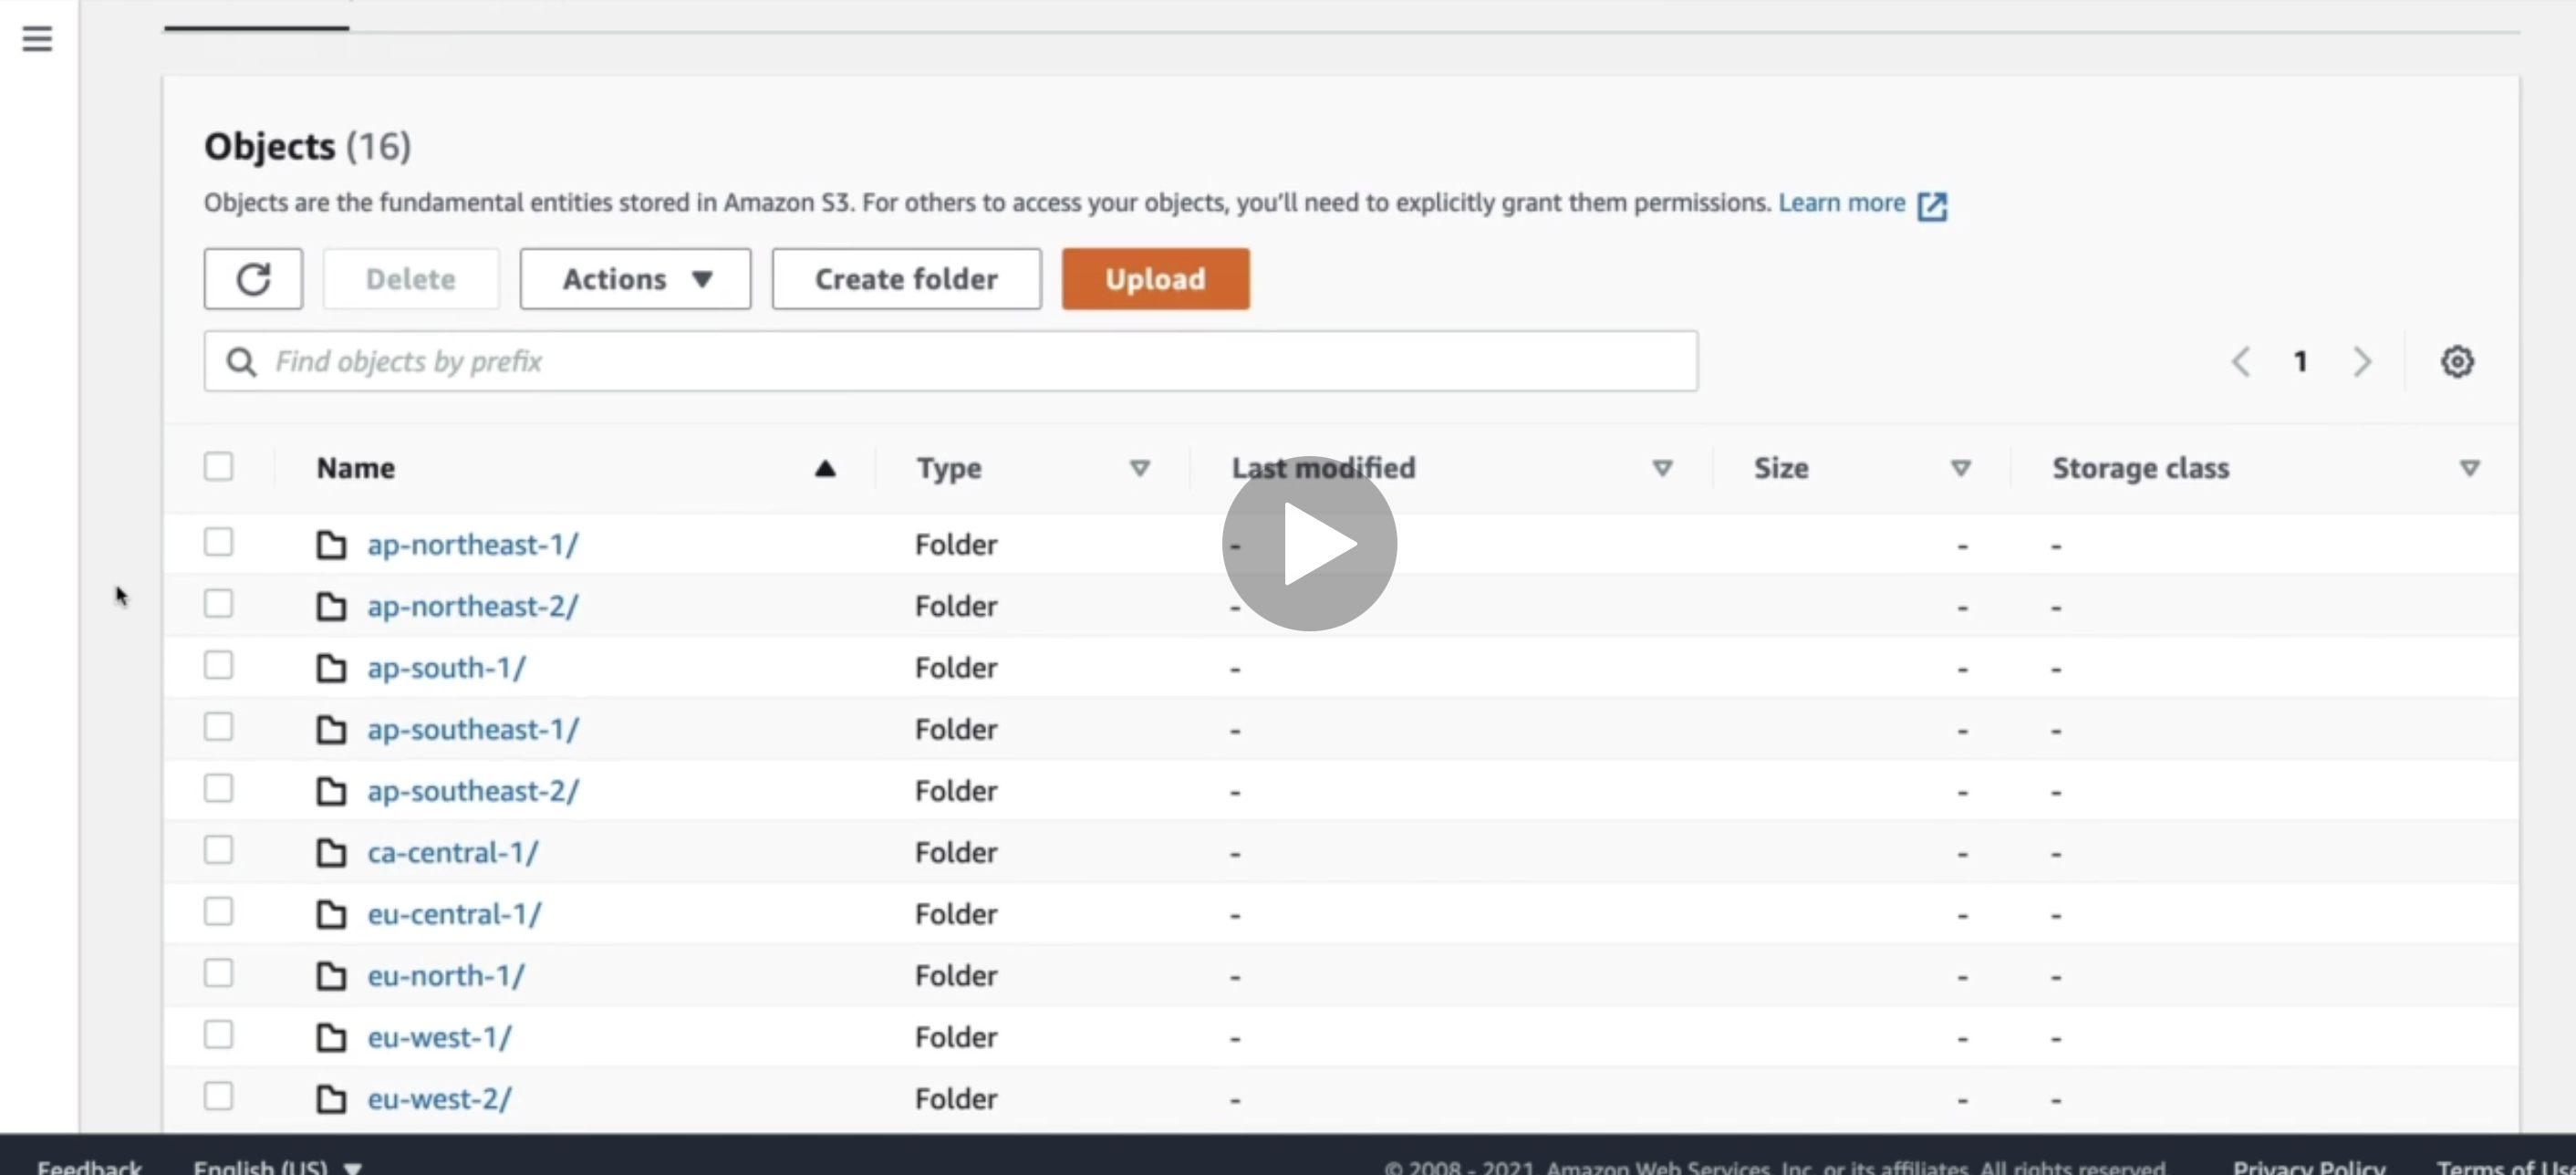 Objects (16)
Objects are the fundamental entities stored in Amazon S3. For others to access your objects, you'll need to explicitly grant them permissions. Learn more
Delete Actions Create folder Upload
Find objects by prefix 1
Name Type Last modified Size Storage class
ap-northeast-1/ Folder - - -
ap-northeast-2/ Folder - - -
ap-south-1/ Folder - - -
ap-southeast-1/ Folder - - -
ap-southeast-2/ Folder - - -
ca-central-1/ Folder - - -
eu-central-1/ Folder - - -
eu-north-1/ Folder - - -
eu-west-1/ Folder - - -
eu-west-2/ Folder - - -
Feedback English (US) © 2008 - 2021, Amazon Web Services, Inc. or its affiliates. All rights reserved. Privacy Policy Terms of Us